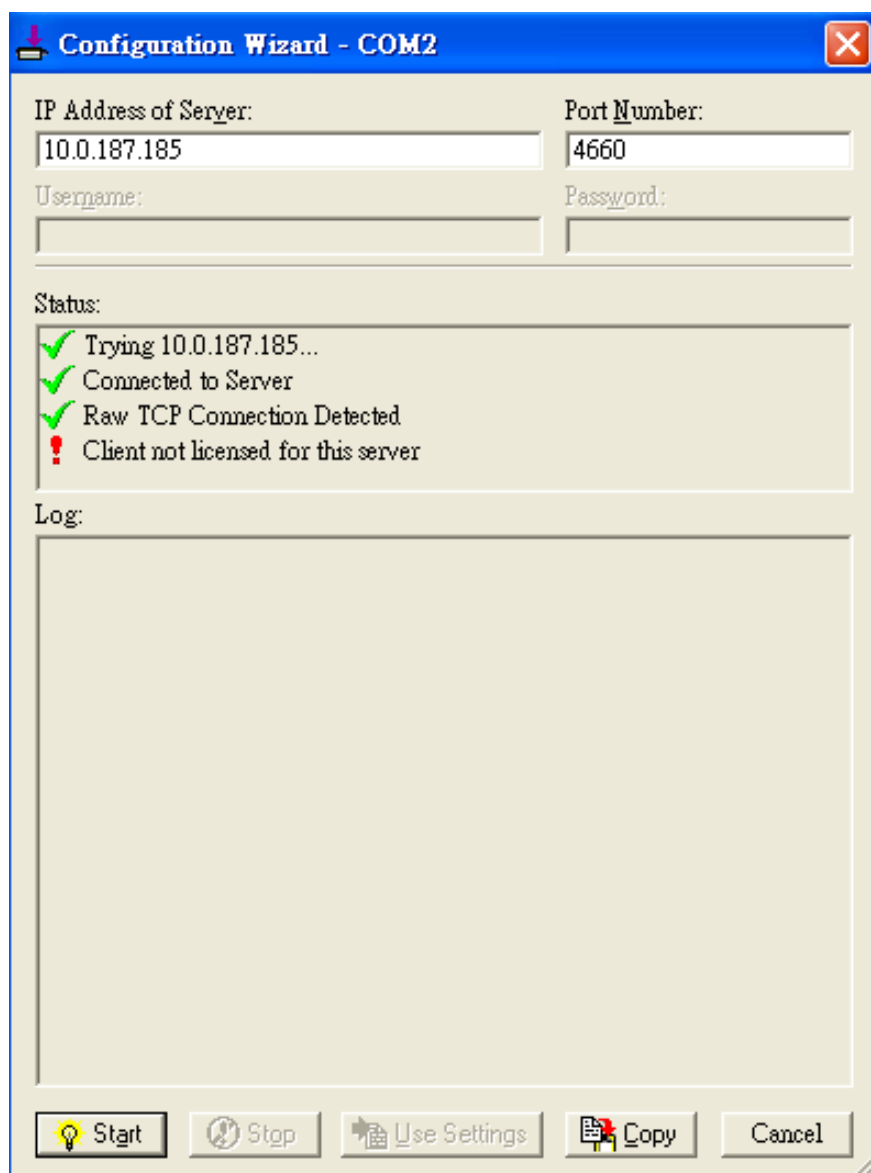 Configuration Wizard - COM2
IP Address of Server: Port Number:
10.0.187.185 4660
Username: Password:
Status:
Trying 10.0.187.185...
Connected to Server
Raw TCP Connection Detected
Client not licensed for this server
Log:
Start Stop Use Settings Copy Cancel